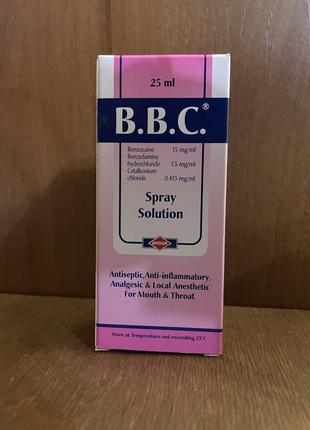 25 ml
B.B.C.®
Benzocaine 15 mg/ml
Benzydamine
hydrochloride 1.5 mg/ml
Cetalkonium
chloride 0.413 mg/ml
Spray
Solution
Antiseptic, Anti-inflammatory,
Analgesic & Local Anesthetic
For Mouth & Throat
Store at Temperature not exceeding 25°C